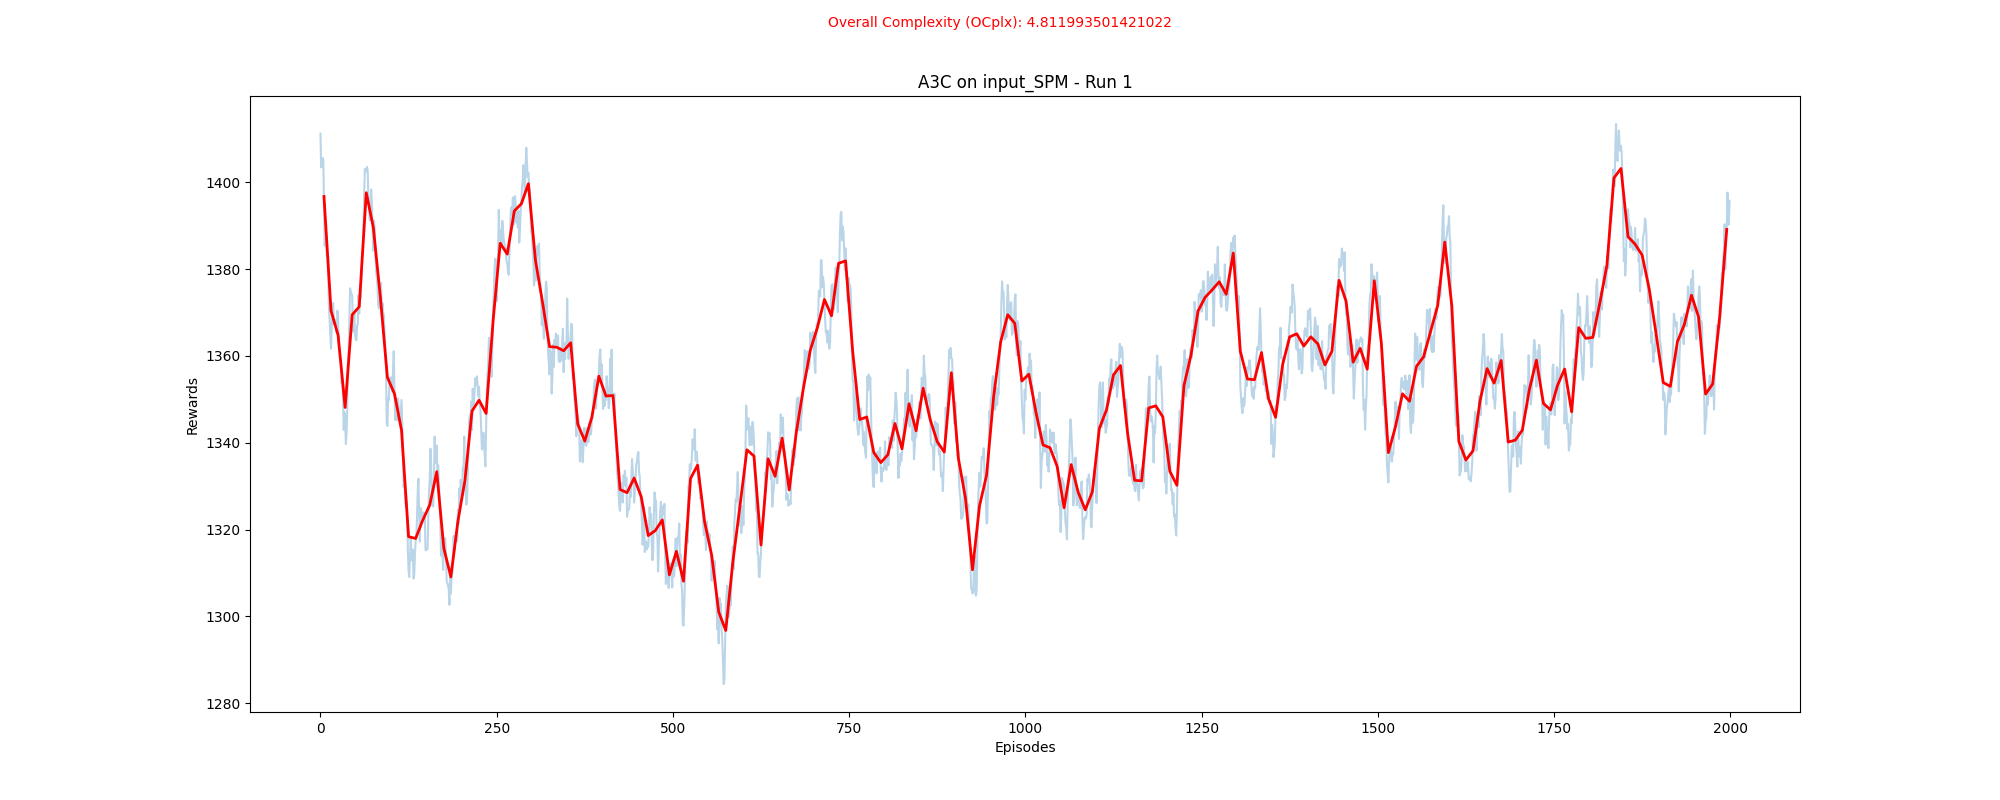 Overall Complexity (OCplx): 4.811993501421022
A3C on input_SPM - Run 1
Rewards
1400
1380
1360
1340
1320
1300
1280
0 250 500 750 1000 1250 1500 1750 2000
Episodes